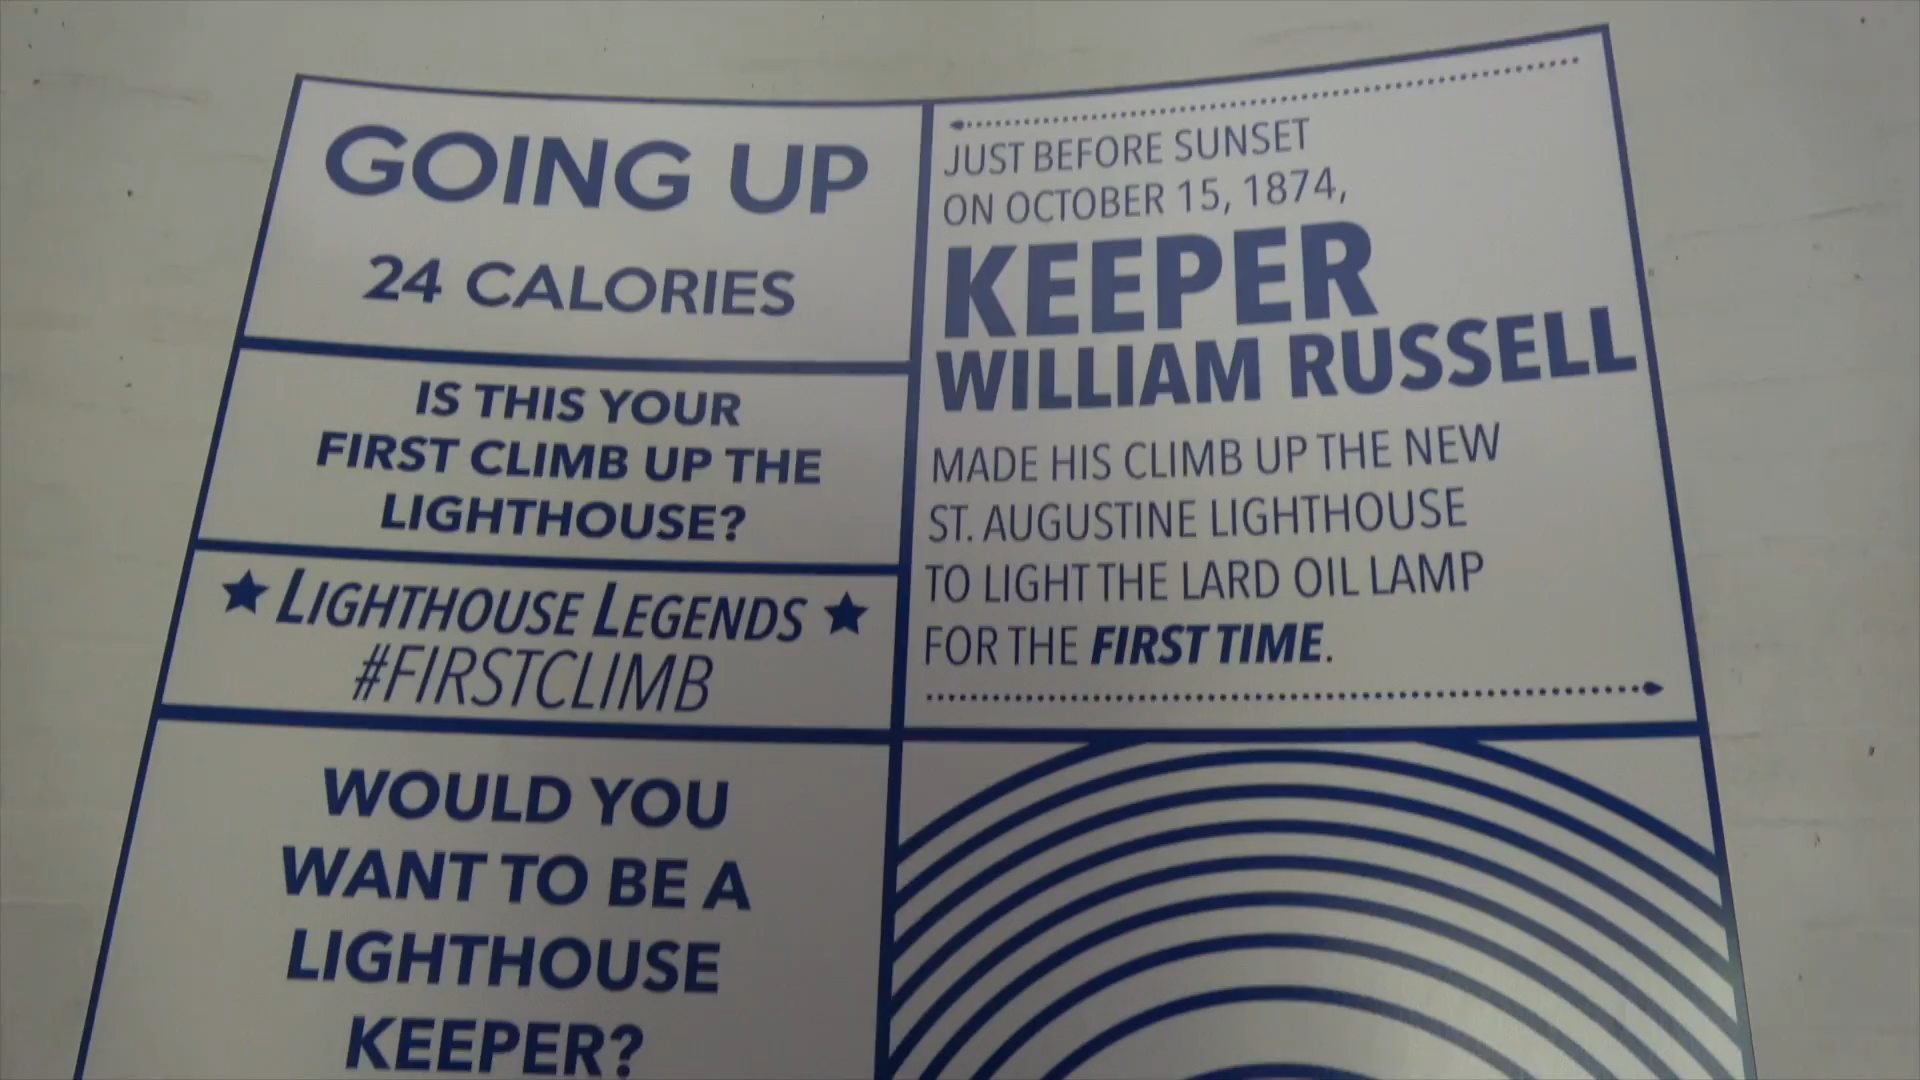 GOING UP
24 CALORIES
IS THIS YOUR
FIRST CLIMB UP THE
LIGHTHOUSE?
LIGHTHOUSE LEGENDS
#FIRSTCLIMB
WOULD YOU
WANT TO BE A
LIGHTHOUSE
KEEPER?
JUST BEFORE SUNSET
ON OCTOBER 15, 1874,
KEEPER
WILLIAM RUSSELL
MADE HIS CLIMB UP THE NEW
ST. AUGUSTINE LIGHTHOUSE
TO LIGHT THE LARD OIL LAMP
FOR THE FIRST TIME.